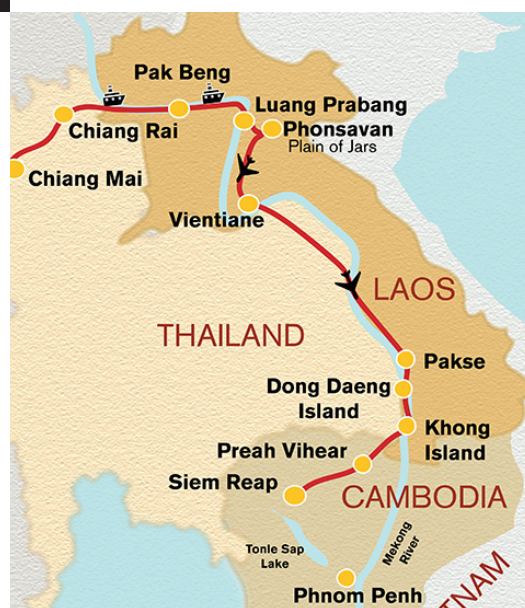 Pak Beng
Luang Prabang
Chiang Rai
Phonsavan
Plain of Jars
Chiang Mai
Vientiane
LAOS
THAILAND
Pakse
Dong Daeng
Island
Khong
Island
Preah Vihear
Siem Reap
CAMBODIA
Tonle Sap
Lake
Mekong
River
Phnom Penh
TNAM